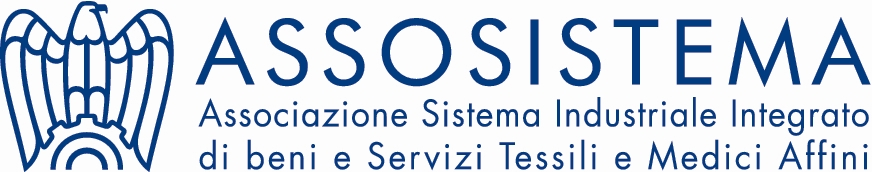 ASSOSISTEMA
Associazione Sistema Industriale Integrato
di beni e Servizi Tessili e Medici Affini